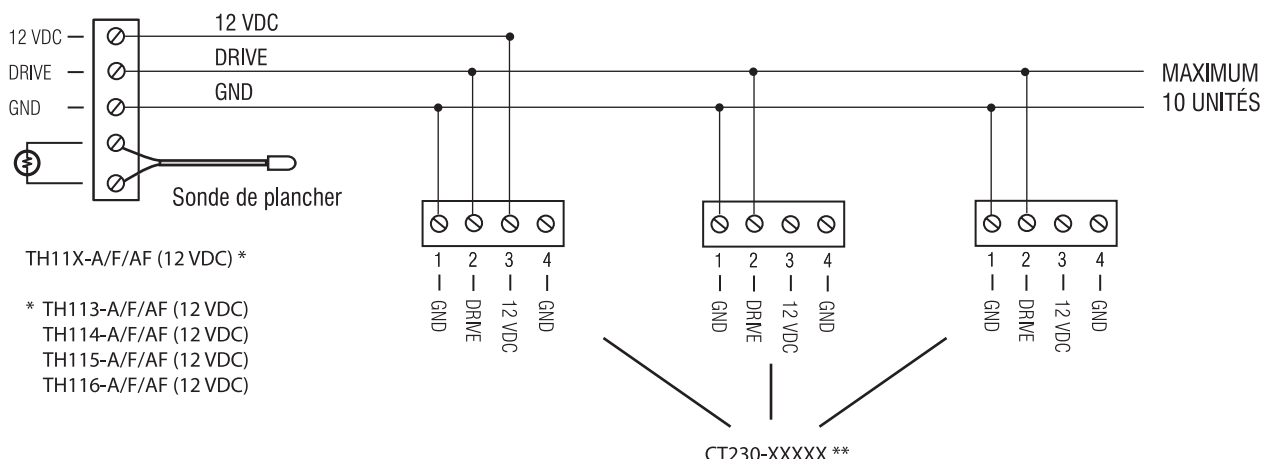 12 VDC
DRIVE
GND
12 VDC
DRIVE
GND
MAXIMUM
10 UNITÉS
Sonde de plancher
TH11X-A/F/AF (12 VDC) *
* TH113-A/F/AF (12 VDC)
TH114-A/F/AF (12 VDC)
TH115-A/F/AF (12 VDC)
TH116-A/F/AF (12 VDC)
1 2 3 4
GND DRIVE 12 VDC GND
1 2 3 4
GND DRIVE 12 VDC GND
1 2 3 4
GND DRIVE 12 VDC GND
CT230-XXXXX **